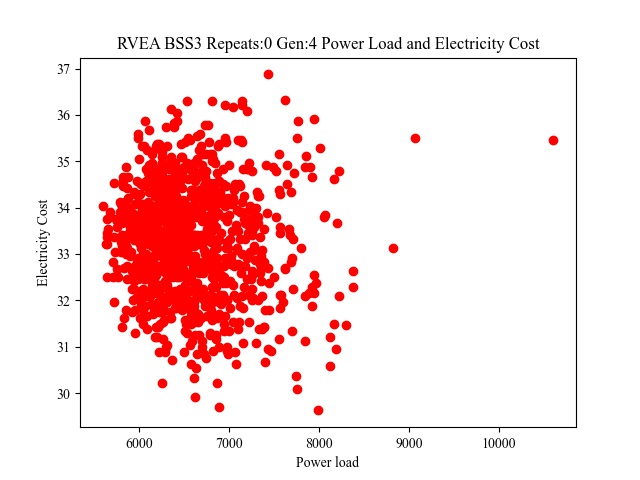 RVEA BSS3 Repeats:0 Gen:4 Power Load and Electricity Cost
37
36
35
34
33
32
31
30
Electricity Cost
6000 7000 8000 9000 10000
Power load